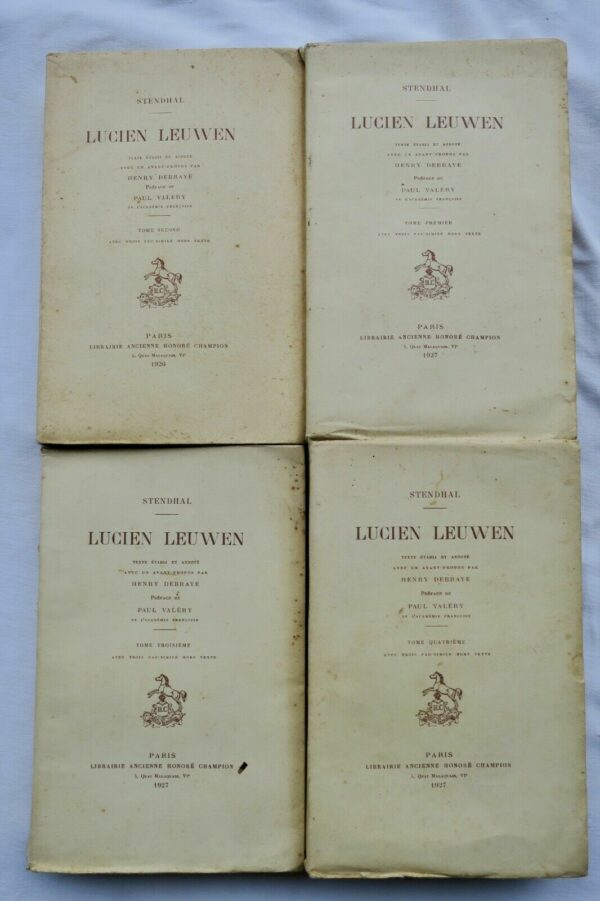 STENDHAL
LUCIEN LEUWEN
TEXTE ÉTABLI ET ANNOTÉ
AVEC UN AVANT-PROPOS PAR
HENRY DEBRAYE
Préface de
PAUL VALÉRY
DE L'ACADÉMIE FRANÇAISE
TOME SECOND
AVEC TROIS FAC-SIMILÉ HORS TEXTE
H.C
PARIS
LIBRAIRIE ANCIENNE HONORÉ CHAMPION
5, Quai Malaquais, VIe
1926
STENDHAL
LUCIEN LEUWEN
TEXTE ÉTABLI ET ANNOTÉ
AVEC UN AVANT-PROPOS PAR
HENRY DEBRAYE
Préface de
PAUL VALÉRY
DE L'ACADÉMIE FRANÇAISE
TOME PREMIER
AVEC TROIS FAC-SIMILÉ HORS TEXTE
H.C
PARIS
LIBRAIRIE ANCIENNE HONORÉ CHAMPION
5, Quai Malaquais, VIe
1927
STENDHAL
LUCIEN LEUWEN
TEXTE ÉTABLI ET ANNOTÉ
AVEC UN AVANT-PROPOS PAR
HENRY DEBRAYE
Préface de
PAUL VALÉRY
DE L'ACADÉMIE FRANÇAISE
TOME TROISIÈME
AVEC TROIS FAC-SIMILÉ HORS TEXTE
H.C
PARIS
LIBRAIRIE ANCIENNE HONORÉ CHAMPION
5, Quai Malaquais, VIe
1927
STENDHAL
LUCIEN LEUWEN
TEXTE ÉTABLI ET ANNOTÉ
AVEC UN AVANT-PROPOS PAR
HENRY DEBRAYE
Préface de
PAUL VALÉRY
DE L'ACADÉMIE FRANÇAISE
TOME QUATRIÈME
AVEC TROIS FAC-SIMILÉ HORS TEXTE
H.C
PARIS
LIBRAIRIE ANCIENNE HONORÉ CHAMPION
5, Quai Malaquais, VIe
1927